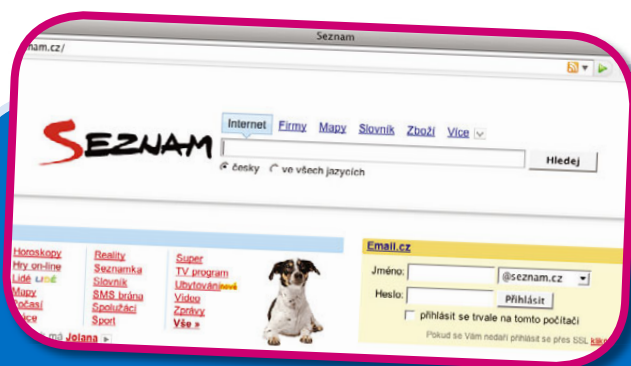 Seznam
nam.cz/
SEZNAM
Internet Firmy Mapy Slovník Zboží Více
Hledej
česky ve všech jazycích
Horoskopy
Hry on-line
Lidé LIDÉ
Mapy
Počasí
má Jolana
Reality
Seznamka
Slovník
SMS brána
Spolužáci
Sport
Super
TV program
Ubytování nové
Video
Zprávy
Vše »
Email.cz
Jméno: @seznam.cz
Heslo: Přihlásit
přihlásit se trvale na tomto počítači
Pokud se Vám nedaří přihlásit se přes SSL